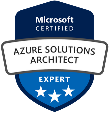 Microsoft
CERTIFIED
AZURE SOLUTIONS
ARCHITECT
EXPERT